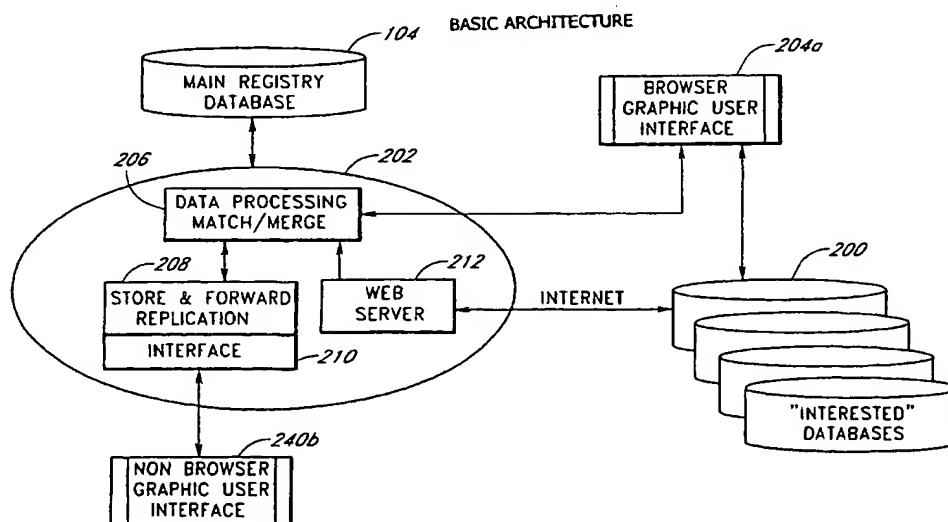 BASIC ARCHITECTURE
104
MAIN REGISTRY
DATABASE
204a
BROWSER
GRAPHIC USER
INTERFACE
202
206
DATA PROCESSING
MATCH/MERGE
208
STORE & FORWARD
REPLICATION
INTERFACE
210
212
WEB
SERVER
INTERNET
200
"INTERESTED"
DATABASES
240b
NON BROWSER
GRAPHIC USER
INTERFACE